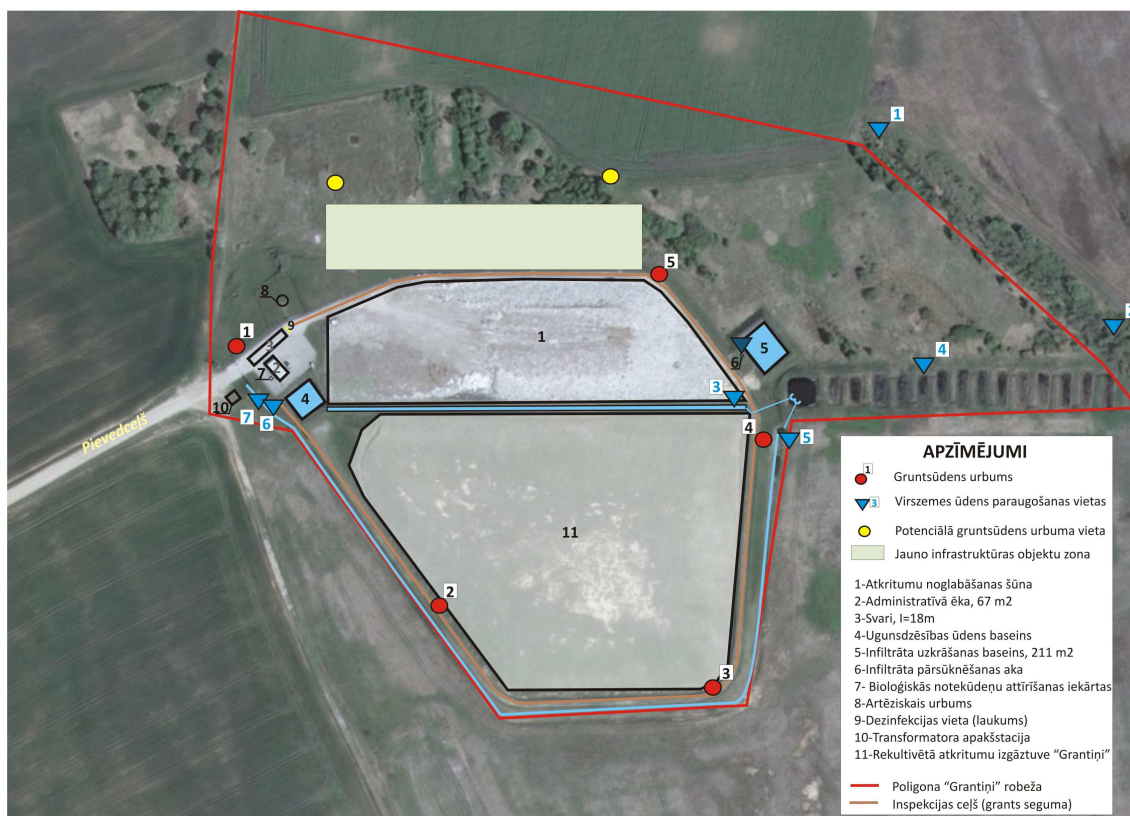 1
2
5
8
9
1
3
1
2
7
5
6
4
10
4
3
7
6
4
5
Pievedceļš
11
2
3
APZĪMĒJUMI
1
Gruntsūdens urbums
3
Virszemes ūdens paraugošanas vietas
Potenciālā gruntsūdens urbuma vieta
Jauno infrastruktūras objektu zona
1-Atkritumu noglabāšanas šūna
2-Administratīvā ēka, 67 m2
3-Svari, l=18m
4-Ugunsdzēsības ūdens baseins
5-Infiltrāta uzkrāšanas baseins, 211 m2
6-Infiltrāta pārsūknēšanas aka
7- Bioloģiskās notekūdeņu attīrīšanas iekārtas
8-Artēziskais urbums
9-Dezinfekcijas vieta (laukums)
10-Transformatora apakšstacija
11-Rekultivētā atkritumu izgāztuve “Grantiņi”
Poligona “Grantiņi” robeža
Inspekcijas ceļš (grants seguma)